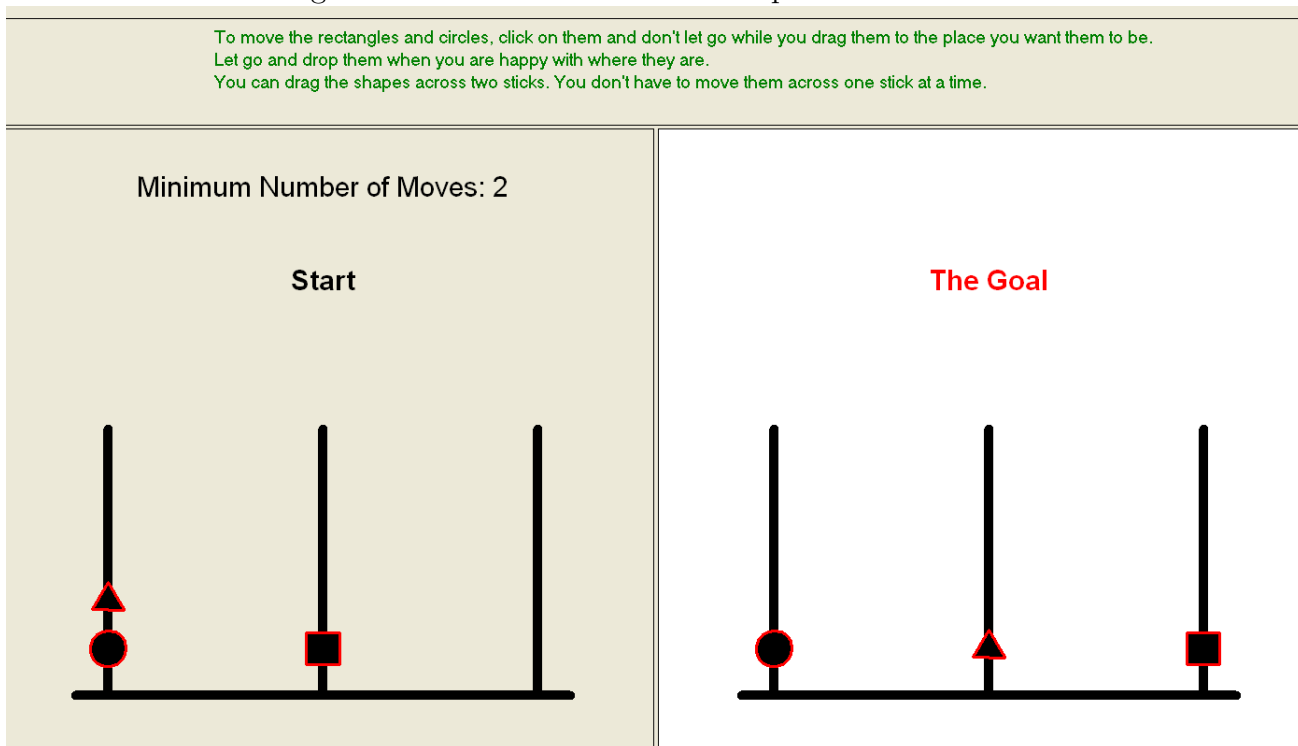 To move the rectangles and circles, click on them and don't let go while you drag them to the place you want them to be.
Let go and drop them when you are happy with where they are.
You can drag the shapes across two sticks. You don't have to move them across one stick at a time.
Minimum Number of Moves: 2
Start
The Goal